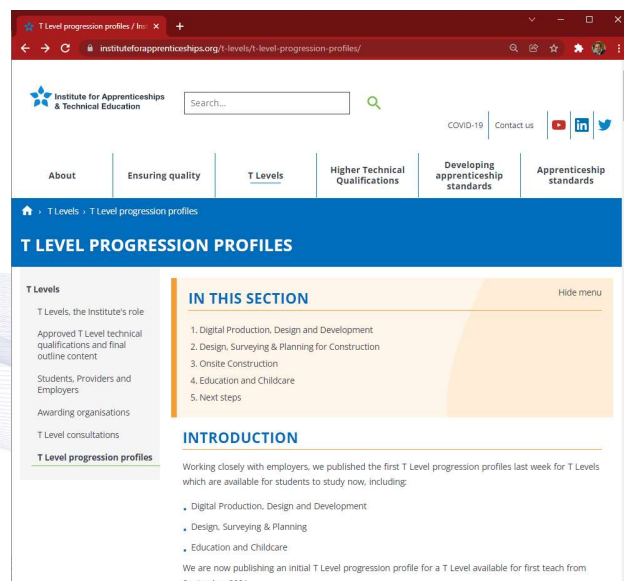 T Level progression profiles / Ins
instituteforapprenticeships.org/t-levels/t-level-progression-profiles/
Institute for Apprenticeships
& Technical Education
Search...
COVID-19
Contact us
About
Ensuring quality
T Levels
Higher Technical
Qualifications
Developing
apprenticeship
standards
Apprenticeship
standards
T Levels › T Level progression profiles
T LEVEL PROGRESSION PROFILES
T Levels
T Levels, the Institute's role
Approved T Level technical
qualifications and final
outline content
Students, Providers and
Employers
Awarding organisations
T Level consultations
T Level progression profiles
IN THIS SECTION
Hide menu
1. Digital Production, Design and Development
2. Design, Surveying & Planning for Construction
3. Onsite Construction
4. Education and Childcare
5. Next steps
INTRODUCTION
Working closely with employers, we published the first T Level progression profiles last week for T Levels
which are available for students to study now, including:
Digital Production, Design and Development
Design, Surveying & Planning
Education and Childcare
We are now publishing an initial T Level progression profile for a T Level available for first teach from